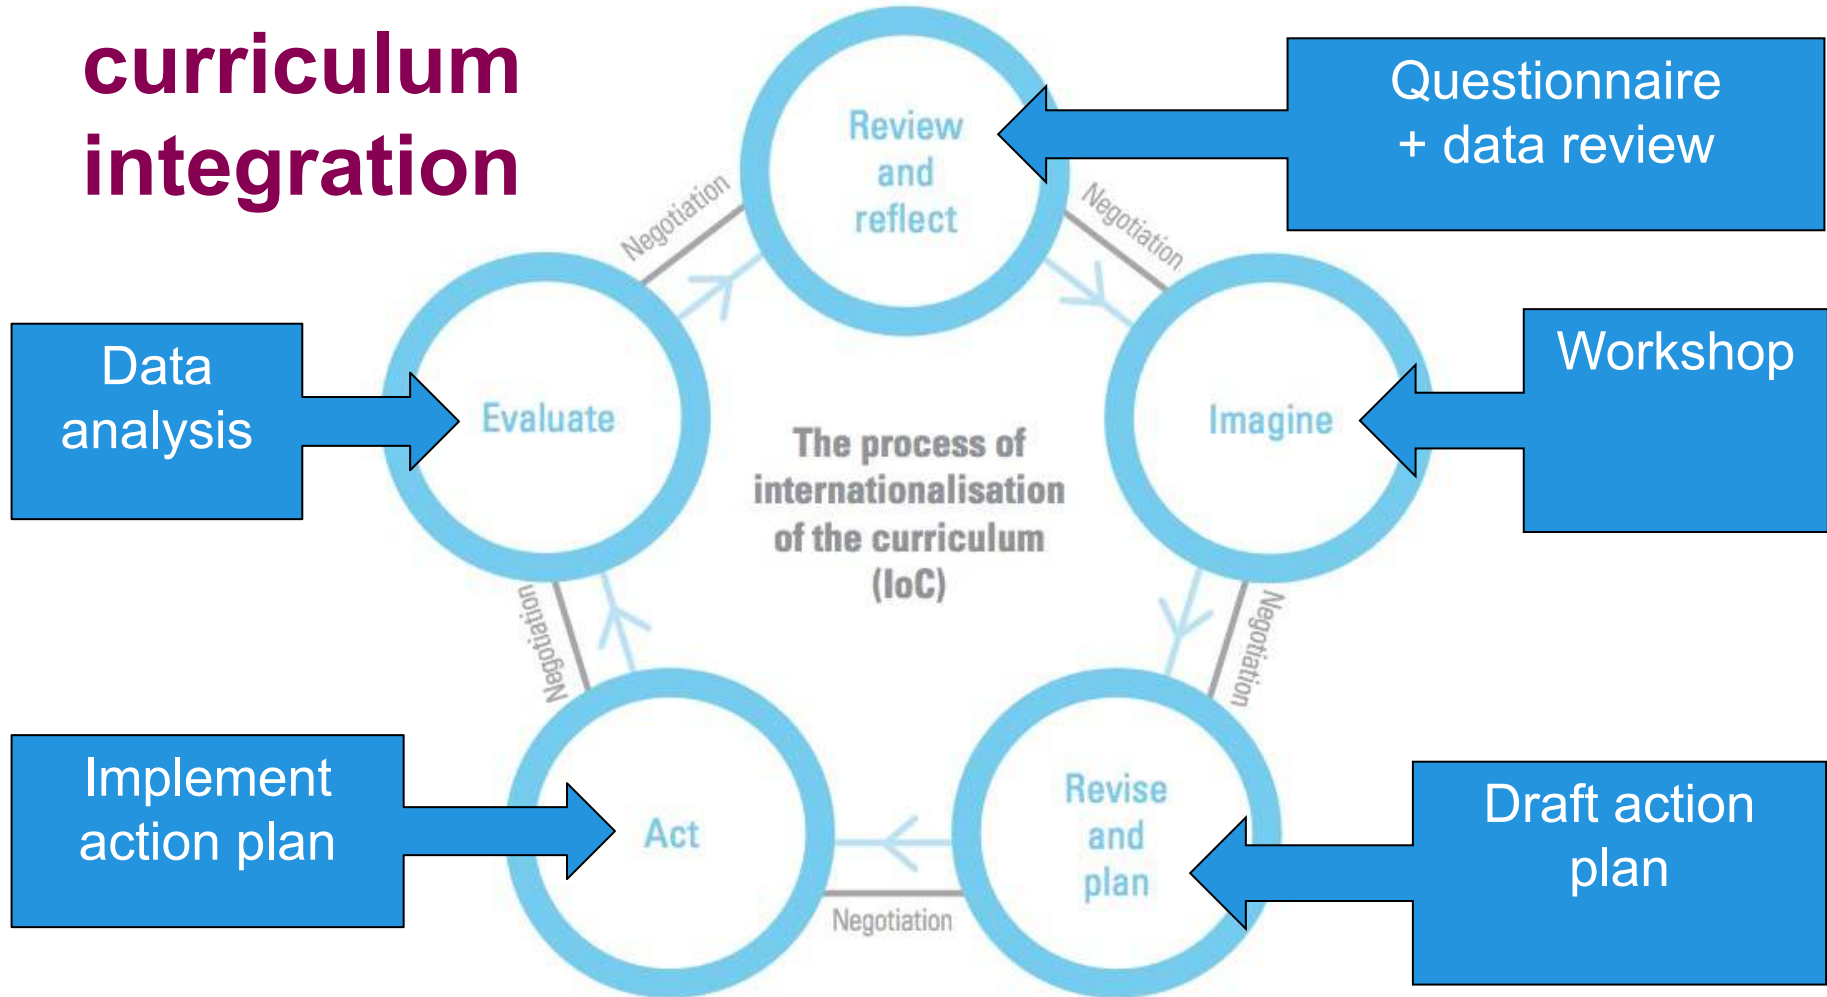 curriculum
integration
Questionnaire
+ data review
Review
and
reflect
Negotiation
Negotiation
Data
analysis
Evaluate
Workshop
Imagine
The process of
internationalisation
of the curriculum
(IoC)
Negotiation
Negotiation
Implement
action plan
Act
Revise
and
plan
Draft action
plan
Negotiation